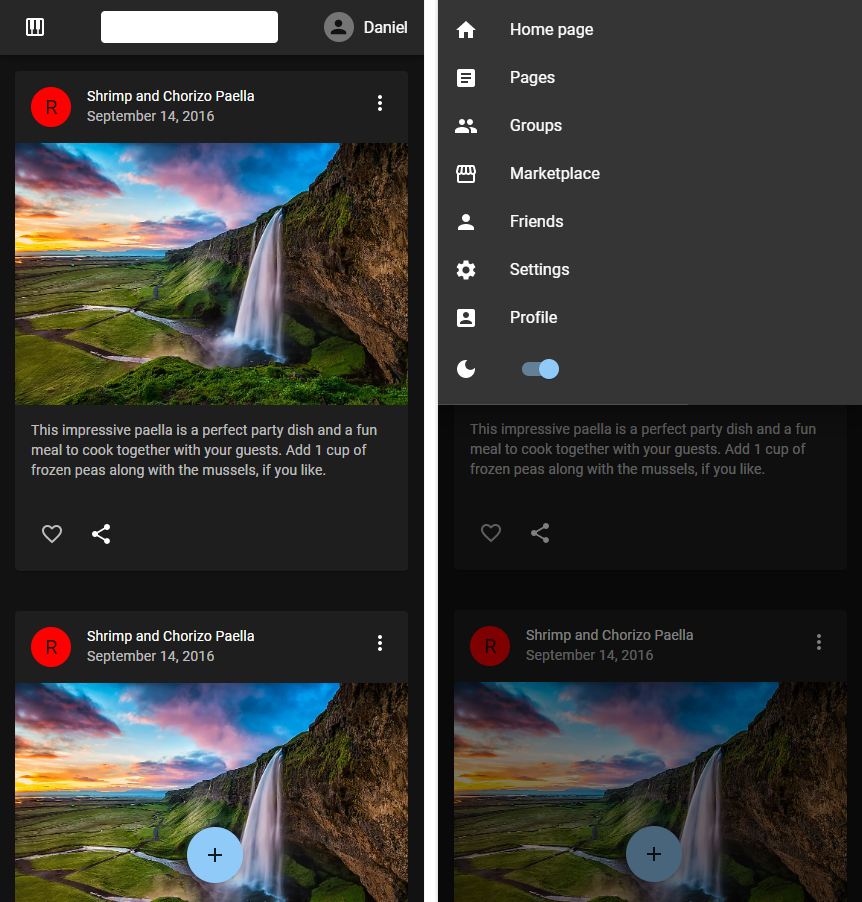 Daniel
R
Shrimp and Chorizo Paella
September 14, 2016
This impressive paella is a perfect party dish and a fun
meal to cook together with your guests. Add 1 cup of
frozen peas along with the mussels, if you like.
R
Shrimp and Chorizo Paella
September 14, 2016
Home page
Pages
Groups
Marketplace
Friends
Settings
Profile
This impressive paella is a perfect party dish and a fun
meal to cook together with your guests. Add 1 cup of
frozen peas along with the mussels, if you like.
R
Shrimp and Chorizo Paella
September 14, 2016